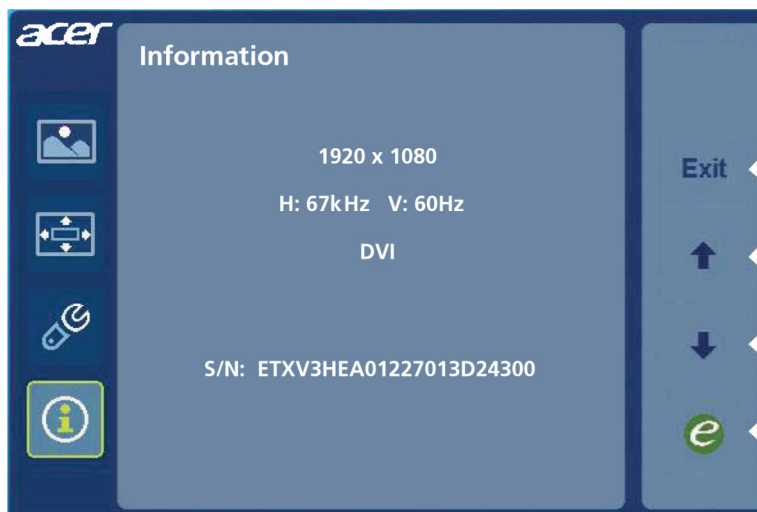 acer
Information
1920 x 1080
H: 67kHz V: 60Hz
DVI
S/N: ETXV3HEA01227013D24300
Exit
e